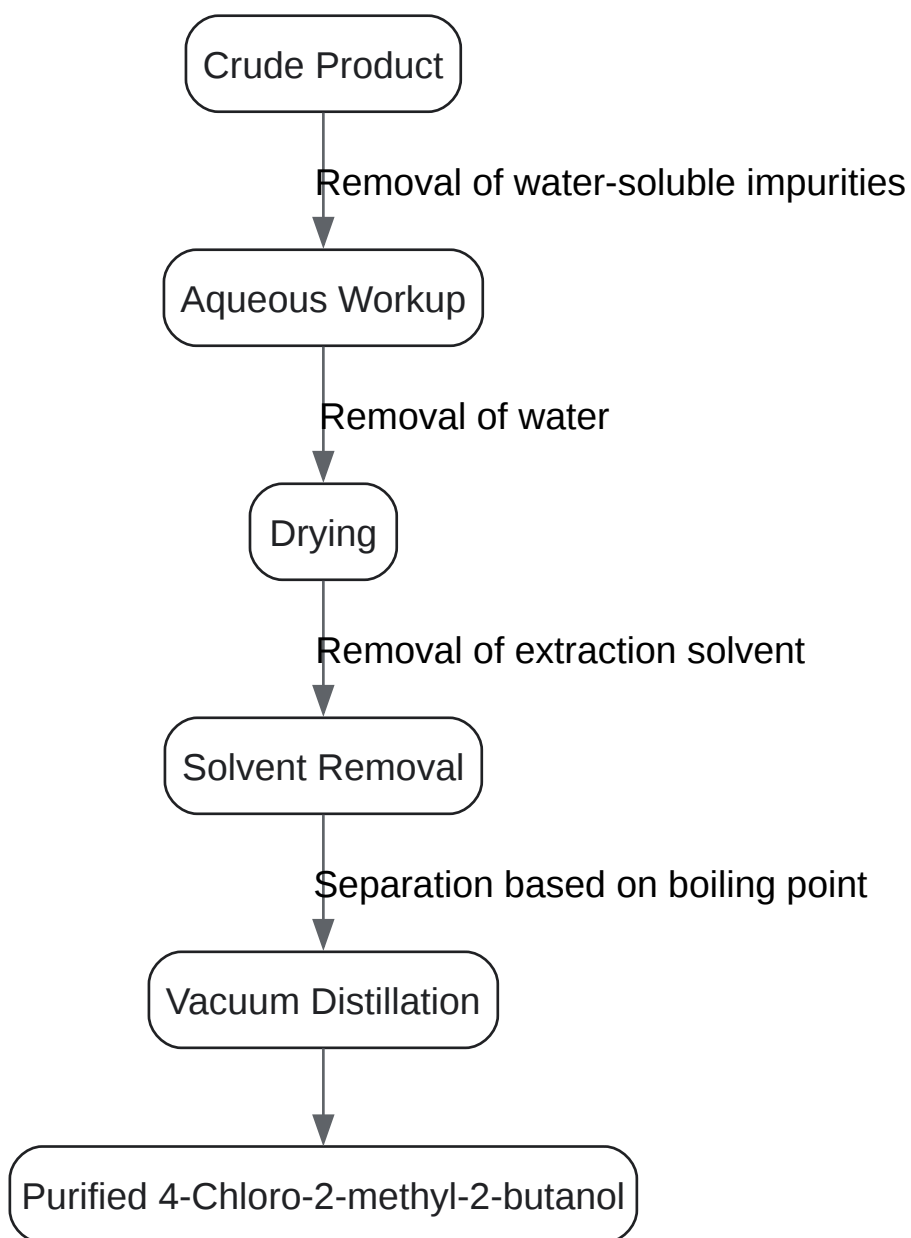 Crude Product
Removal of water-soluble impurities
Aqueous Workup
Removal of water
Drying
Removal of extraction solvent
Solvent Removal
Separation based on boiling point
Vacuum Distillation
Purified 4-Chloro-2-methyl-2-butanol